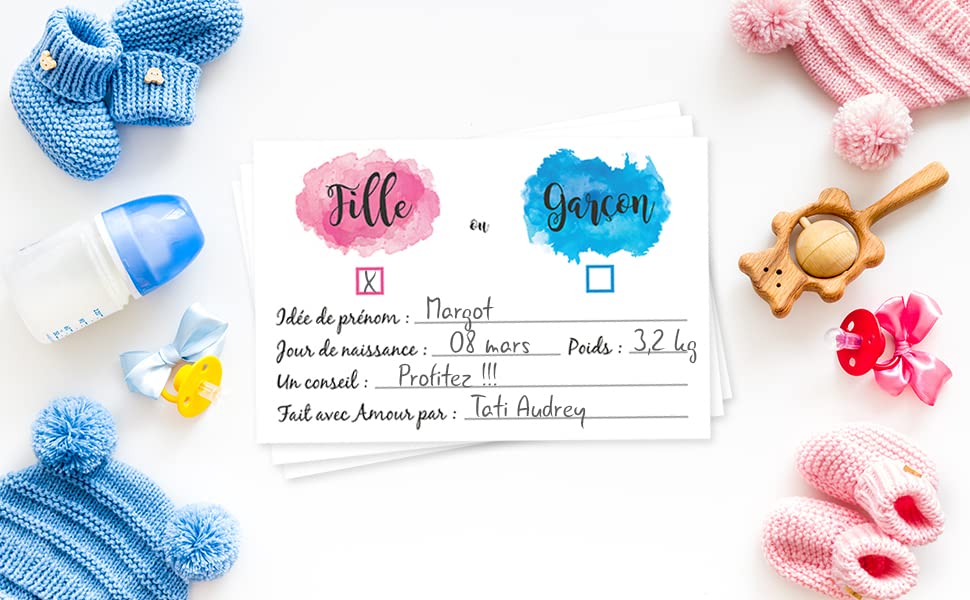 Fille ou Garçon
X
Idée de prénom : Margot
Jour de naissance : 08 mars Poids : 3,2 kg
Un conseil : Profitez !!!
Fait avec Amour par : Tati Audrey